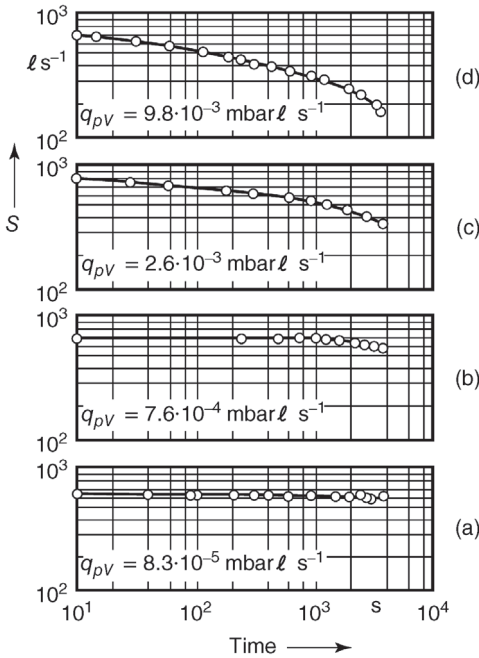 10³
ℓ s⁻¹
q_pV = 9.8·10⁻³ mbar ℓ s⁻¹
10²
(d)
10³
S
q_pV = 2.6·10⁻³ mbar ℓ s⁻¹
10²
(c)
10³
q_pV = 7.6·10⁻⁴ mbar ℓ s⁻¹
10²
(b)
10³
q_pV = 8.3·10⁻⁵ mbar ℓ s⁻¹
10²
(a)
10¹ 10² 10³ s 10⁴
Time